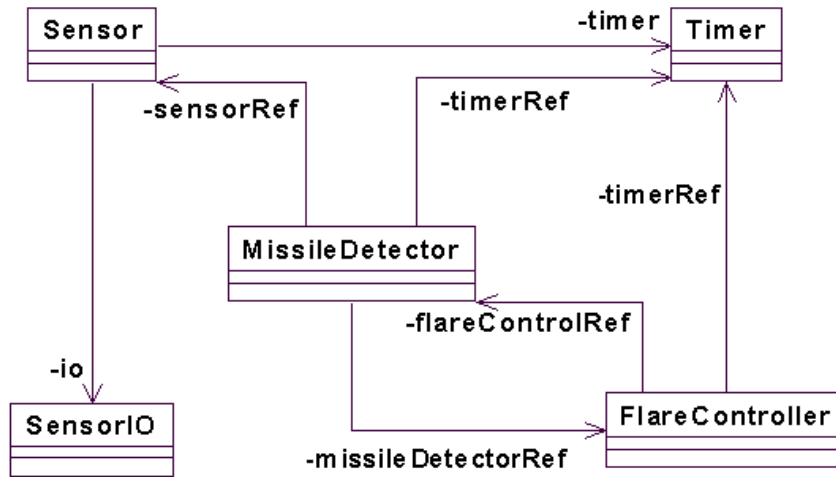 Sensor
-timer
Timer
-sensorRef
-timerRef
-timerRef
MissileDetector
-flareControlRef
-io
SensorIO
FlareController
-missileDetectorRef